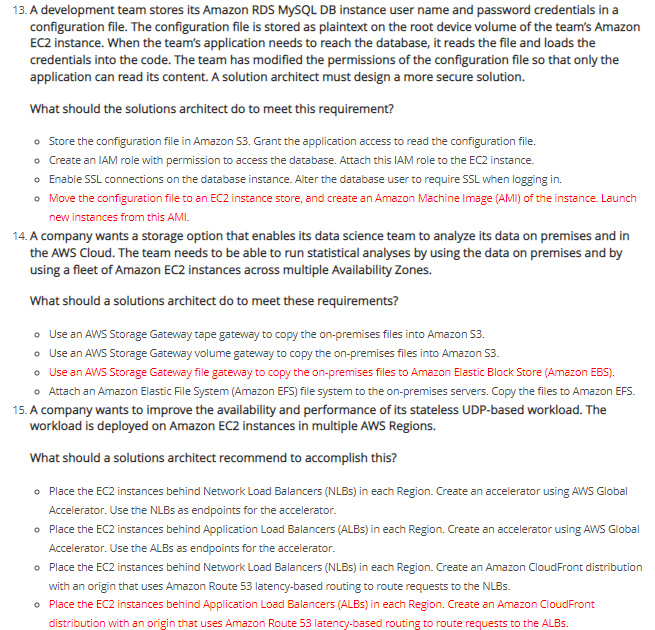 13. A development team stores its Amazon RDS MySQL DB instance user name and password credentials in a
configuration file. The configuration file is stored as plaintext on the root device volume of the team's Amazon
EC2 instance. When the team's application needs to reach the database, it reads the file and loads the
credentials into the code. The team has modified the permissions of the configuration file so that only the
application can read its content. A solution architect must design a more secure solution.
What should the solutions architect do to meet this requirement?
Store the configuration file in Amazon S3. Grant the application access to read the configuration file.
Create an IAM role with permission to access the database. Attach this IAM role to the EC2 instance.
Enable SSL connections on the database instance. Alter the database user to require SSL when logging in.
Move the configuration file to an EC2 instance store, and create an Amazon Machine Image (AMI) of the instance. Launch
new instances from this AMI.
14. A company wants a storage option that enables its data science team to analyze its data on premises and in
the AWS Cloud. The team needs to be able to run statistical analyses by using the data on premises and by
using a fleet of Amazon EC2 instances across multiple Availability Zones.
What should a solutions architect do to meet these requirements?
Use an AWS Storage Gateway tape gateway to copy the on-premises files into Amazon S3.
Use an AWS Storage Gateway volume gateway to copy the on-premises files into Amazon S3.
Use an AWS Storage Gateway file gateway to copy the on-premises files to Amazon Elastic Block Store (Amazon EBS).
Attach an Amazon Elastic File System (Amazon EFS) file system to the on-premises servers. Copy the files to Amazon EFS.
15. A company wants to improve the availability and performance of its stateless UDP-based workload. The
workload is deployed on Amazon EC2 instances in multiple AWS Regions.
What should a solutions architect recommend to accomplish this?
Place the EC2 instances behind Network Load Balancers (NLBs) in each Region. Create an accelerator using AWS Global
Accelerator. Use the NLBs as endpoints for the accelerator.
Place the EC2 instances behind Application Load Balancers (ALBs) in each Region. Create an accelerator using AWS Global
Accelerator. Use the ALBs as endpoints for the accelerator.
Place the EC2 instances behind Network Load Balancers (NLBs) in each Region. Create an Amazon CloudFront distribution
with an origin that uses Amazon Route 53 latency-based routing to route requests to the NLBs.
Place the EC2 instances behind Application Load Balancers (ALBs) in each Region. Create an Amazon CloudFront
distribution with an origin that uses Amazon Route 53 latency-based routing to route requests to the ALBs.